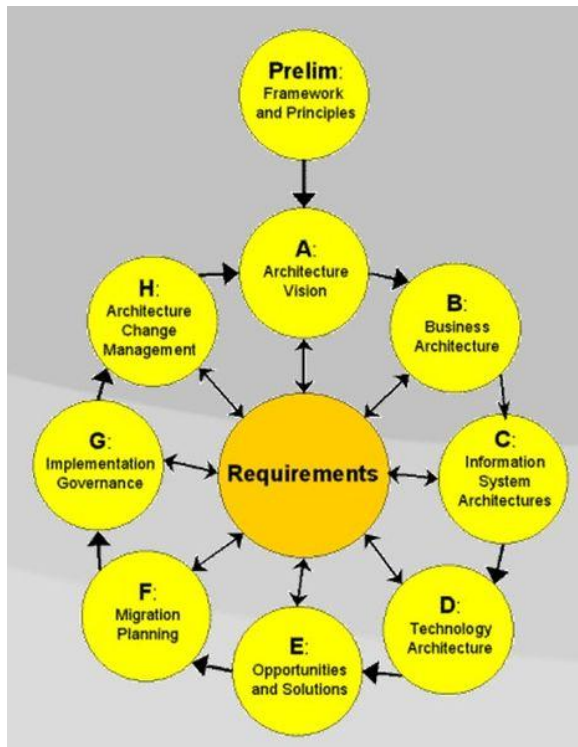 Prelim:
Framework
and Principles
A:
Architecture
Vision
B:
Business
Architecture
C:
Information
System
Architectures
D:
Technology
Architecture
E:
Opportunities
and Solutions
F:
Migration
Planning
G:
Implementation
Governance
H:
Architecture
Change
Management
Requirements